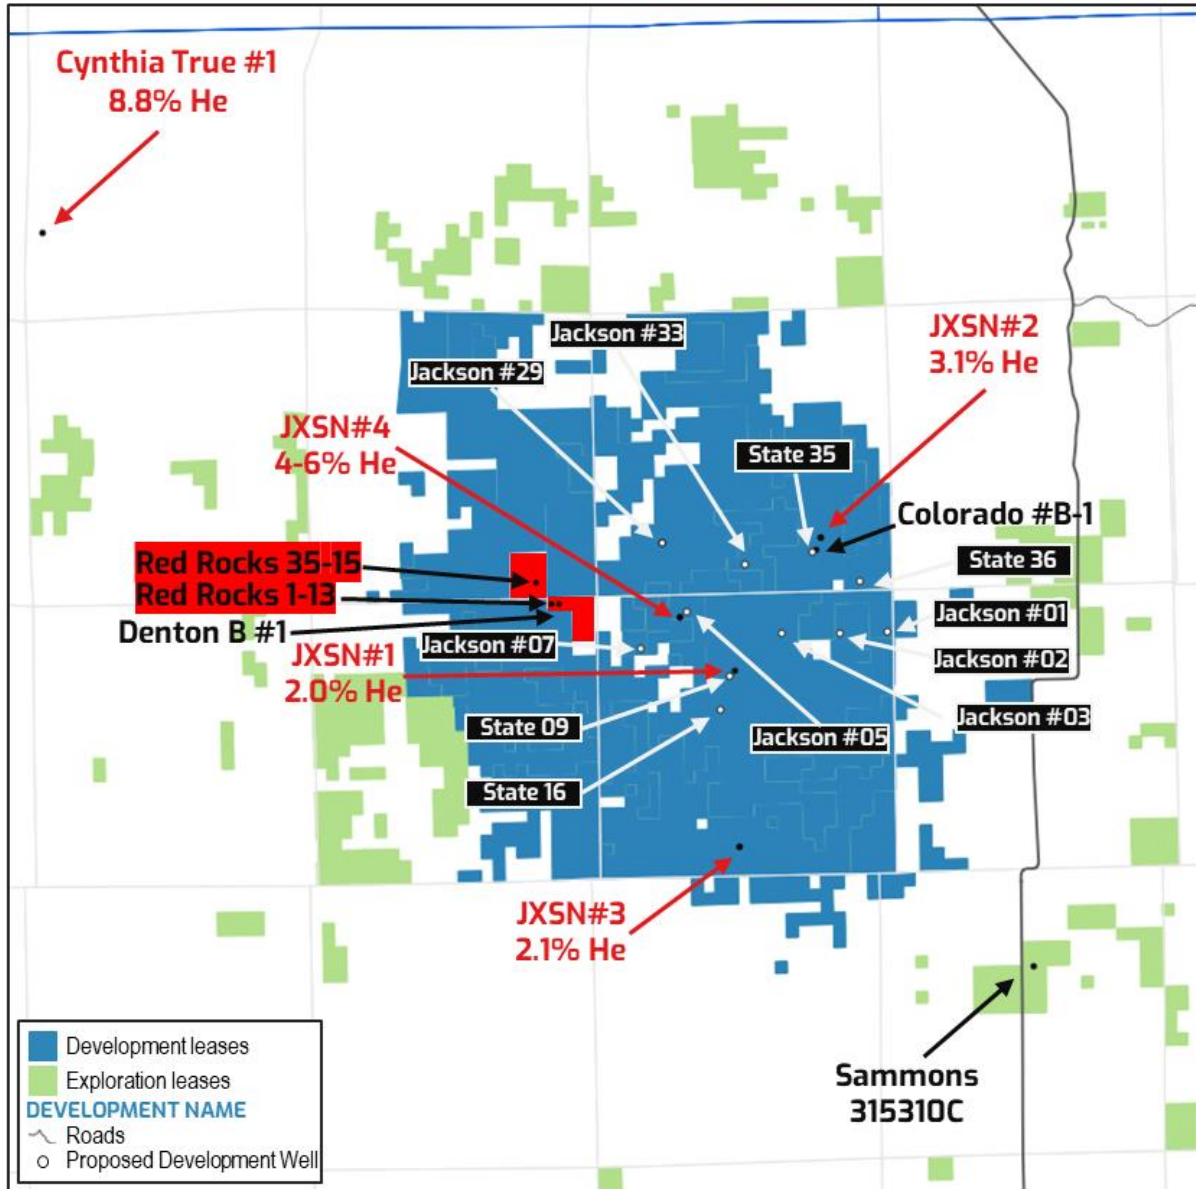 Cynthia True #1
8.8% He
Jackson #33
JXSN#2
3.1% He
Jackson #29
JXSN#4
4-6% He
State 35
Colorado #B-1
Red Rocks 35-15
State 36
Red Rocks 1-13
Jackson #01
Denton B #1
Jackson #07
JXSN#1
2.0% He
Jackson #02
State 09
Jackson #05
Jackson #03
State 16
JXSN#3
2.1% He
Sammons
315310C
Development leases
Exploration leases
DEVELOPMENT NAME
Roads
Proposed Development Well